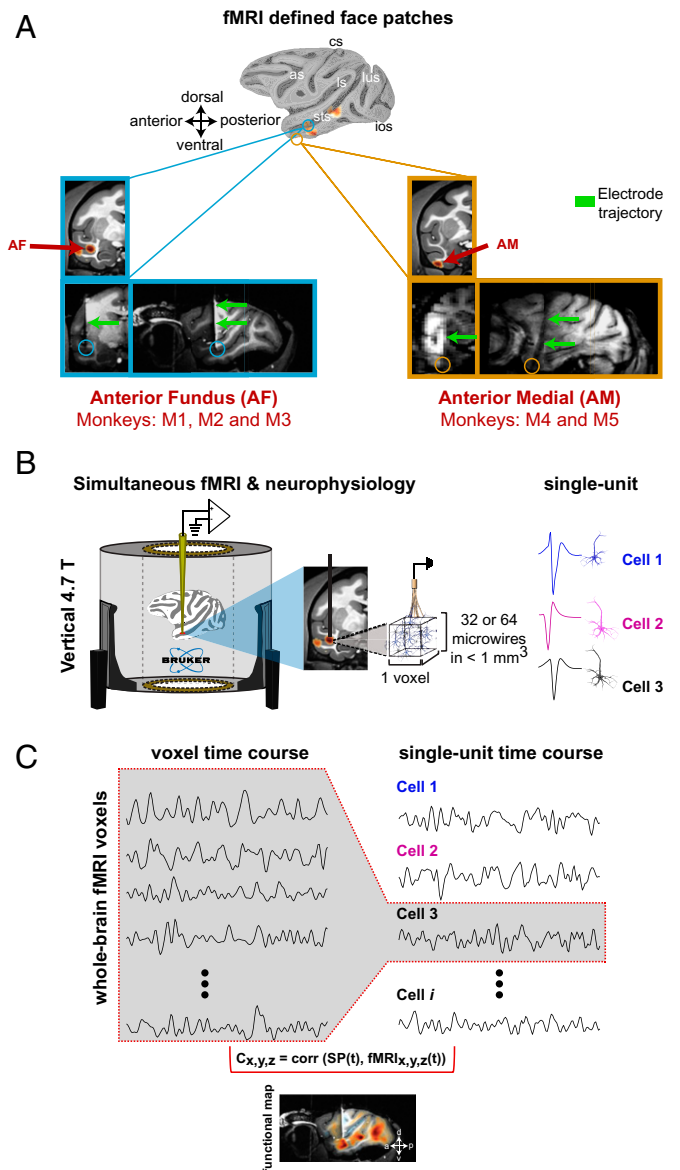 A
fMRI defined face patches
cs
as
ls
lus
sts
ios
dorsal
anterior
posterior
ventral
Electrode
trajectory
AF
AM
Anterior Fundus (AF)
Monkeys: M1, M2 and M3
Anterior Medial (AM)
Monkeys: M4 and M5
B
Simultaneous fMRI & neurophysiology
single-unit
Vertical 4.7 T
BRUKER
+
-
32 or 64
microwires
in < 1 mm³
1 voxel
Cell 1
Cell 2
Cell 3
C
voxel time course
single-unit time course
whole-brain fMRI voxels
Cell 1
Cell 2
Cell 3
Cell i
Cx,y,z = corr (SP(t), fMRIx,y,z(t))
functional map
d
a
p
v